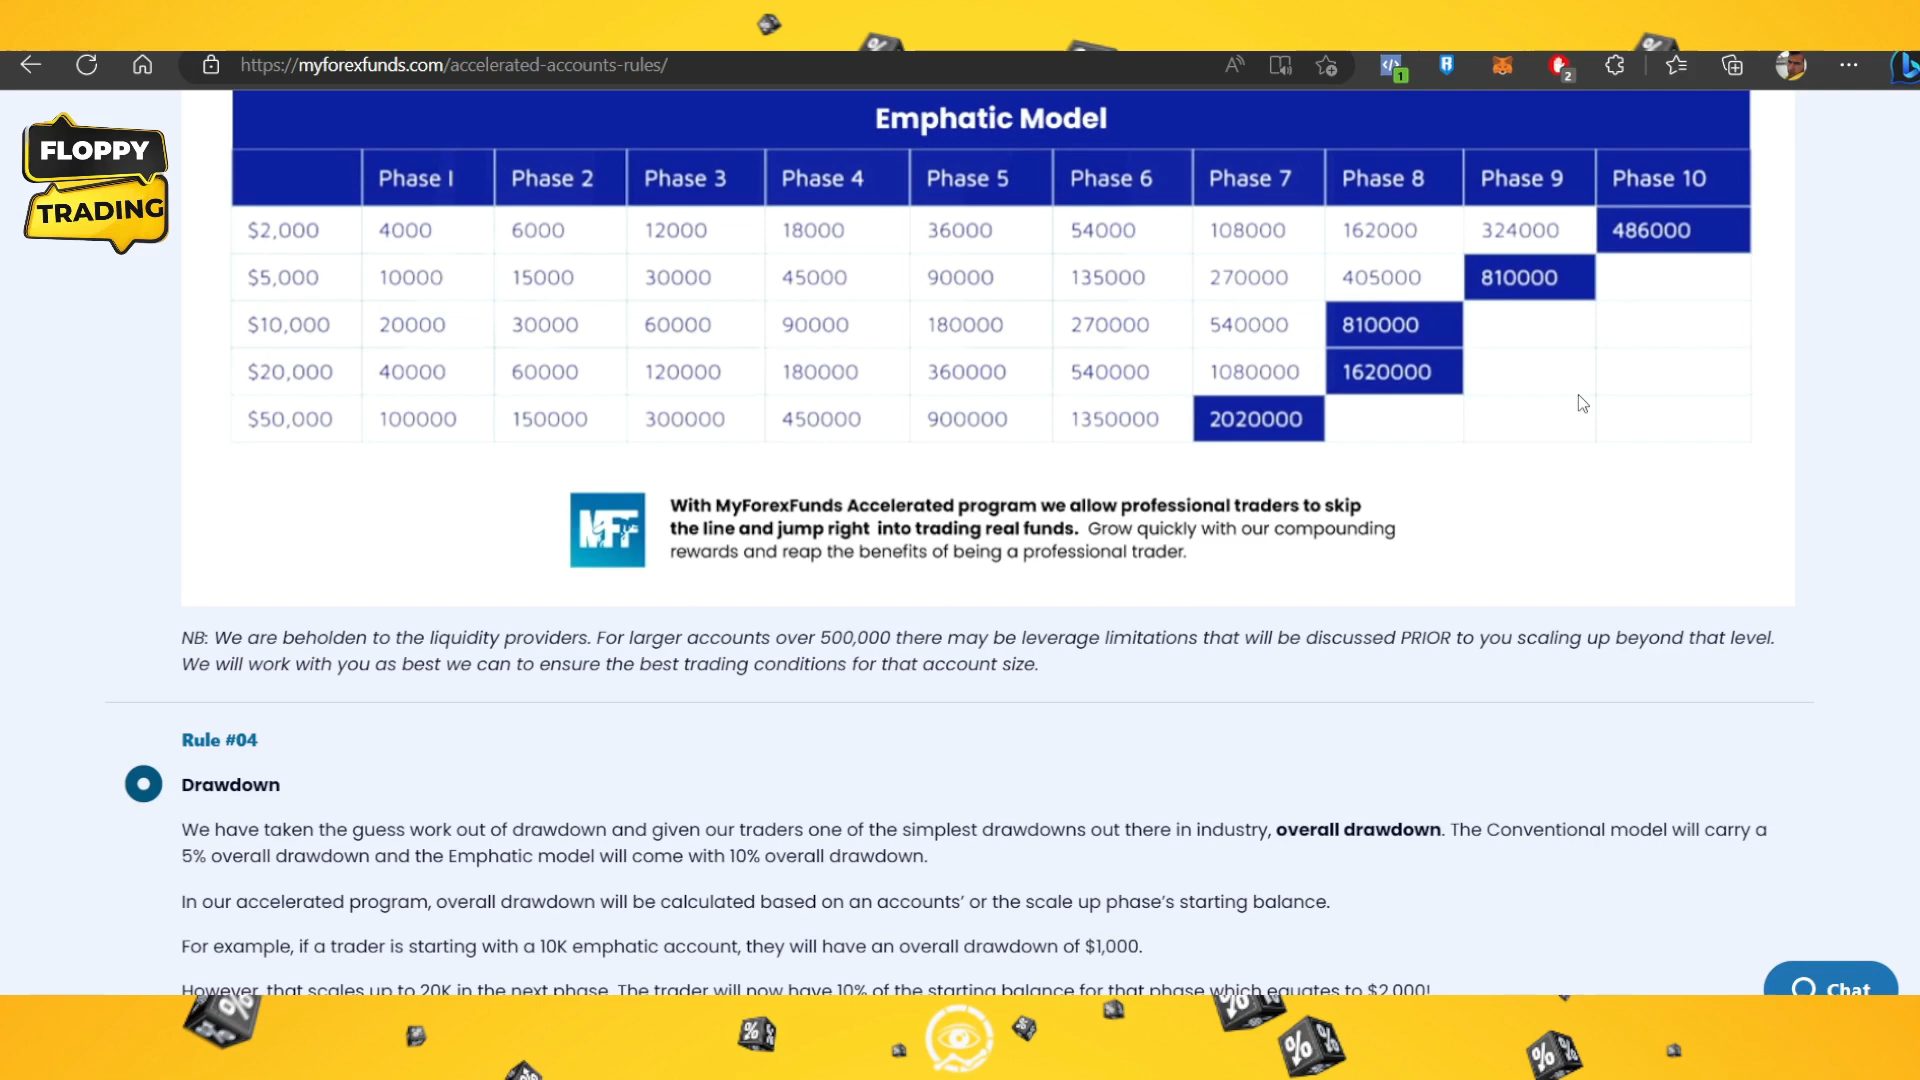 https://myforexfunds.com/accelerated-accounts-rules/
1
2
FLOPPY
TRADING
Emphatic Model
Phase 1 Phase 2 Phase 3 Phase 4 Phase 5 Phase 6 Phase 7 Phase 8 Phase 9 Phase 10
$2,000 4000 6000 12000 18000 36000 54000 108000 162000 324000 486000
$5,000 10000 15000 30000 45000 90000 135000 270000 405000 810000
$10,000 20000 30000 60000 90000 180000 270000 540000 810000
$20,000 40000 60000 120000 180000 360000 540000 1080000 1620000
$50,000 100000 150000 300000 450000 900000 1350000 2020000
MFF
With MyForexFunds Accelerated program we allow professional traders to skip
the line and jump right into trading real funds. Grow quickly with our compounding
rewards and reap the benefits of being a professional trader.
NB: We are beholden to the liquidity providers. For larger accounts over 500,000 there may be leverage limitations that will be discussed PRIOR to you scaling up beyond that level.
We will work with you as best we can to ensure the best trading conditions for that account size.
Rule #04
Drawdown
We have taken the guess work out of drawdown and given our traders one of the simplest drawdowns out there in industry, overall drawdown. The Conventional model will carry a
5% overall drawdown and the Emphatic model will come with 10% overall drawdown.
In our accelerated program, overall drawdown will be calculated based on an accounts' or the scale up phase's starting balance.
For example, if a trader is starting with a 10K emphatic account, they will have an overall drawdown of $1,000.
However, that scales up to 20K in the next phase. The trader will now have 10% of the starting balance for that phase which equates to $2,000!
Chat